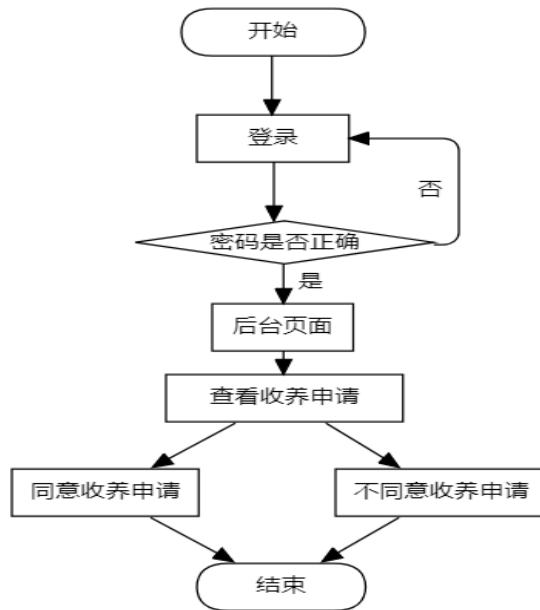 开始
登录
否
密码是否正确
是
后台页面
查看收养申请
同意收养申请
不同意收养申请
结束